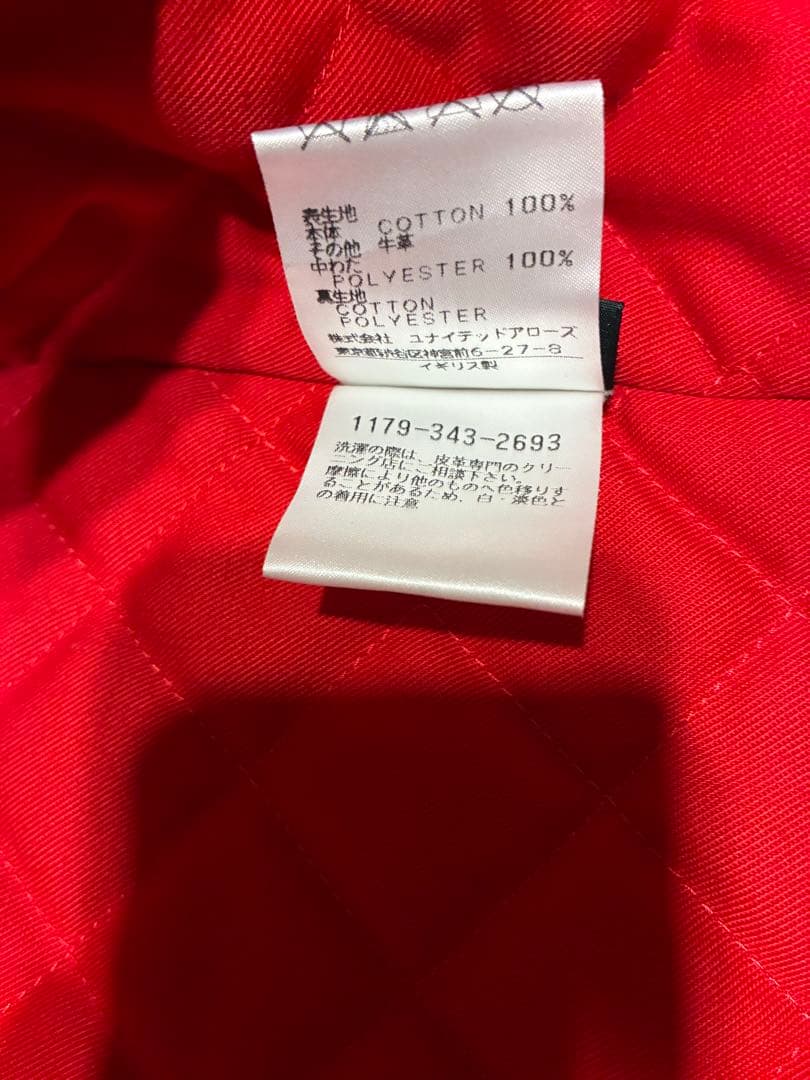 表生地
本体 COTTON 100%
その他 牛革
中わた
POLYESTER 100%
裏生地
COTTON
POLYESTER
株式会社 ユナイテッドアローズ
東京都渋谷区神宮前6-27-8
イギリス製
1179-343-2693
洗濯の際は、皮革専門のクリー
ニング店にご相談下さい。
摩擦により他のものへ色移りす
ることがあるため、白・淡色と
の着用に注意